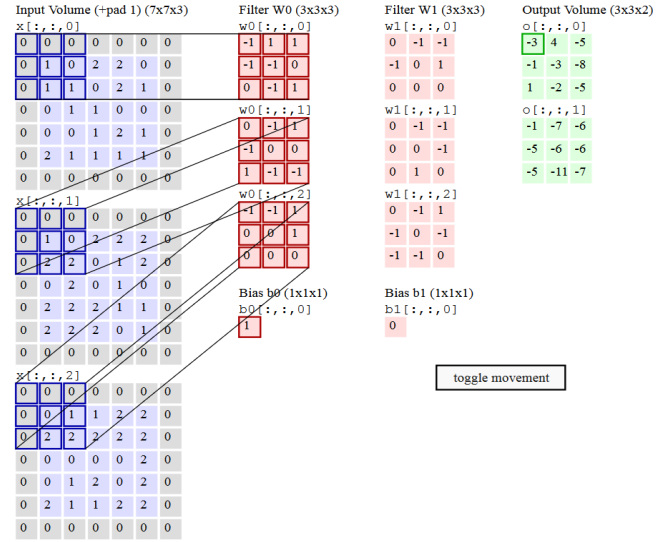 Input Volume (+pad 1) (7x7x3)
x[:,:,0]
0 0 0 0 0 0 0
0 1 0 2 2 0 0
0 1 1 0 2 1 0
0 0 1 1 0 0 0
0 0 0 1 2 1 0
0 2 1 1 1 1 0
0 0 0 0 0 0 0
x[:,:,1]
0 0 0 0 0 0 0
0 1 0 2 2 2 0
0 2 2 0 1 2 0
0 0 2 0 1 0 0
0 2 2 2 1 1 0
0 2 2 2 0 1 0
0 0 0 0 0 0 0
x[:,:,2]
0 0 0 0 0 0 0
0 0 1 1 2 2 0
0 2 2 2 2 2 0
0 0 0 0 0 2 0
0 0 1 2 0 2 0
0 2 1 1 2 2 0
0 0 0 0 0 0 0
Filter W0 (3x3x3)
w0[:,:,0]
-1 1 1
-1 -1 0
0 -1 1
w0[:,:,1]
0 -1 1
-1 0 0
1 -1 -1
w0[:,:,2]
-1 -1 1
0 0 1
0 0 0
Bias b0 (1x1x1)
b0[:,:,0]
1
Filter W1 (3x3x3)
w1[:,:,0]
0 -1 -1
-1 0 1
0 0 0
w1[:,:,1]
0 -1 -1
0 0 -1
0 1 0
w1[:,:,2]
0 -1 1
-1 0 -1
-1 -1 0
Bias b1 (1x1x1)
b1[:,:,0]
0
Output Volume (3x3x2)
o[:,:,0]
-3 4 -5
-1 -3 -8
1 -2 -5
o[:,:,1]
-1 -7 -6
-5 -6 -6
-5 -11 -7
toggle movement